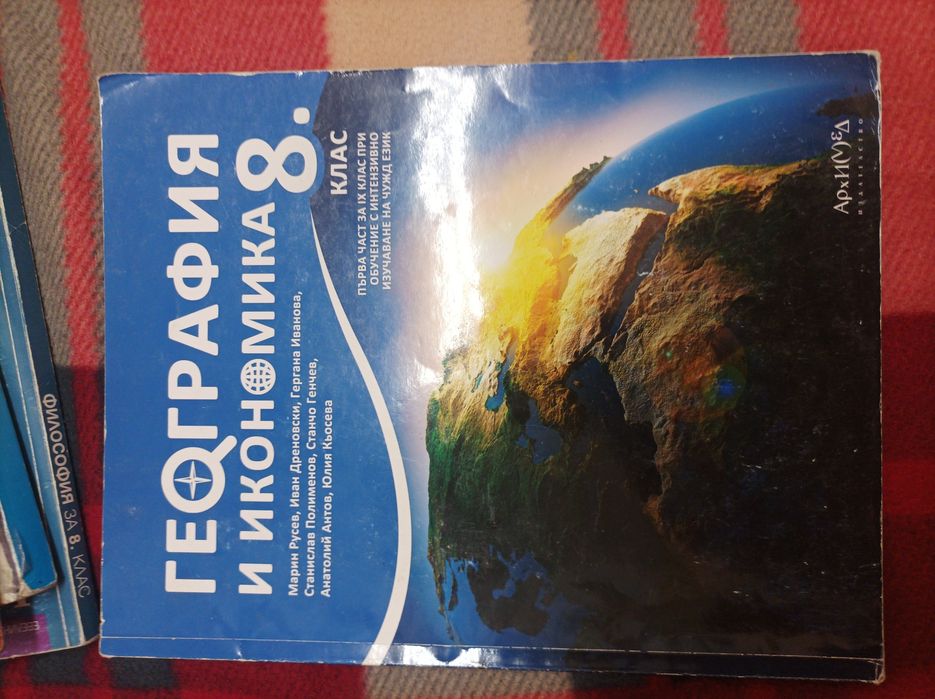 ГЕОГРАФИЯ
И ИКОНОМИКА 8.
КЛАС
ПЪРВА ЧАСТ ЗА IX КЛАС ПРИ
ОБУЧЕНИЕ С ИНТЕНЗИВНО
ИЗУЧАВАНЕ НА ЧУЖД ЕЗИК
Марин Русев, Иван Дреновски, Гергана Иванова,
Станислав Полименов, Станчо Генчев,
Анатолий Антов, Юлия Кьосева
АРХИМЕД
ИЗДАТЕЛСТВО
ФИЛОСОФИЯ ЗА 8. КЛАС